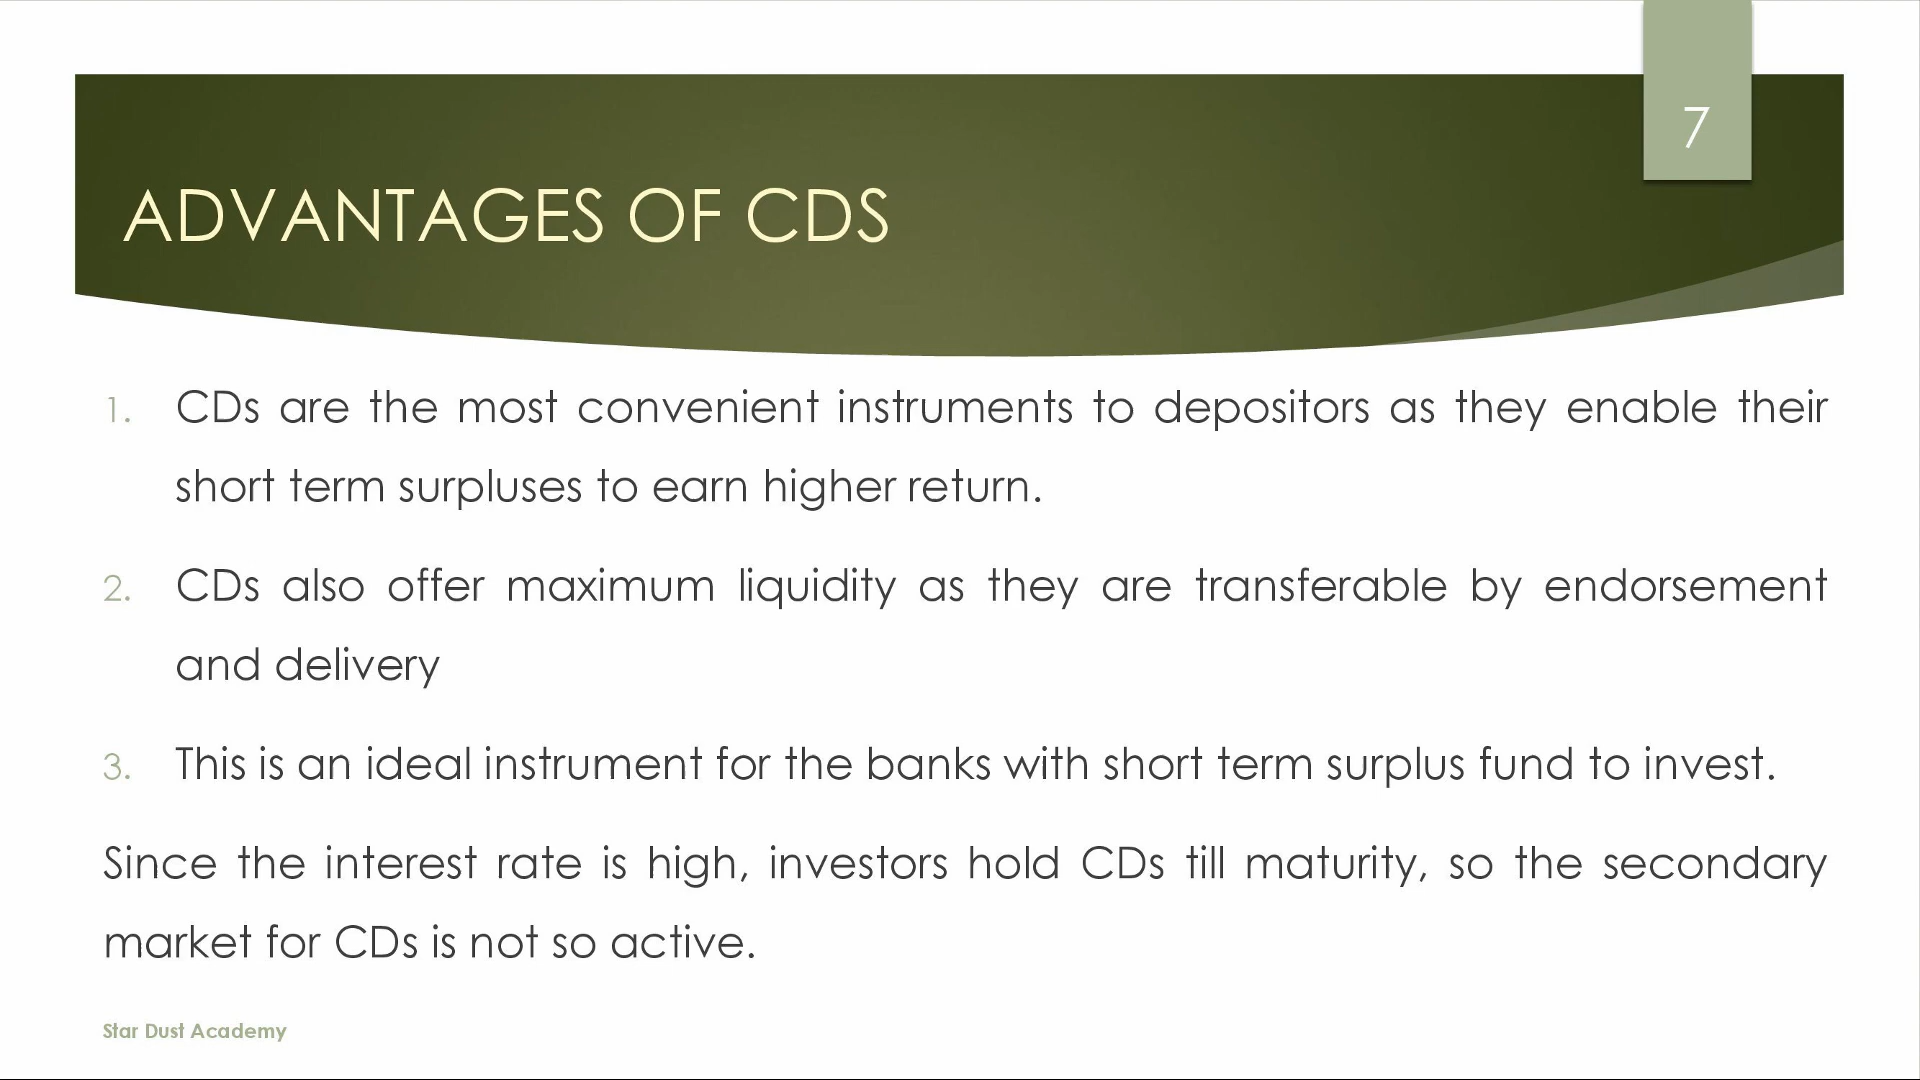 7
ADVANTAGES OF CDS
1. CDs are the most convenient instruments to depositors as they enable their
short term surpluses to earn higher return.
2. CDs also offer maximum liquidity as they are transferable by endorsement
and delivery
3. This is an ideal instrument for the banks with short term surplus fund to invest.
Since the interest rate is high, investors hold CDs till maturity, so the secondary
market for CDs is not so active.
Star Dust Academy